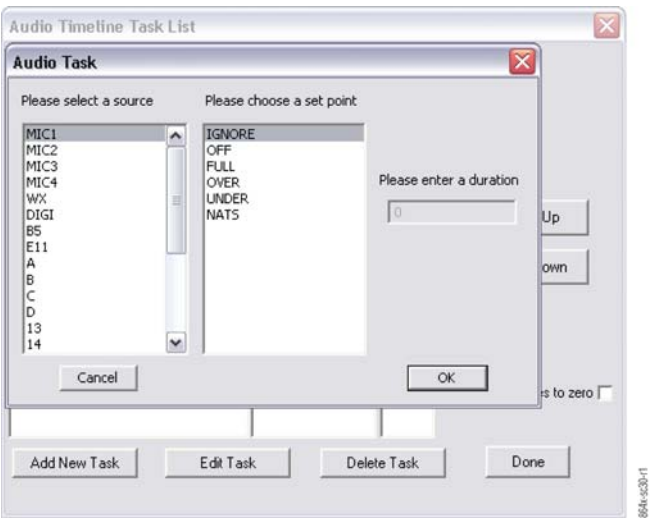 Audio Timeline Task List
Audio Task
Please select a source
Please choose a set point
MIC1
MIC2
MIC3
MIC4
WX
DIGI
B5
E11
A
B
C
D
13
14
IGNORE
OFF
FULL
OVER
UNDER
NATS
Please enter a duration
0
Up
own
Cancel
OK
s to zero
Add New Task
Edit Task
Delete Task
Done
864x-sc30-r1